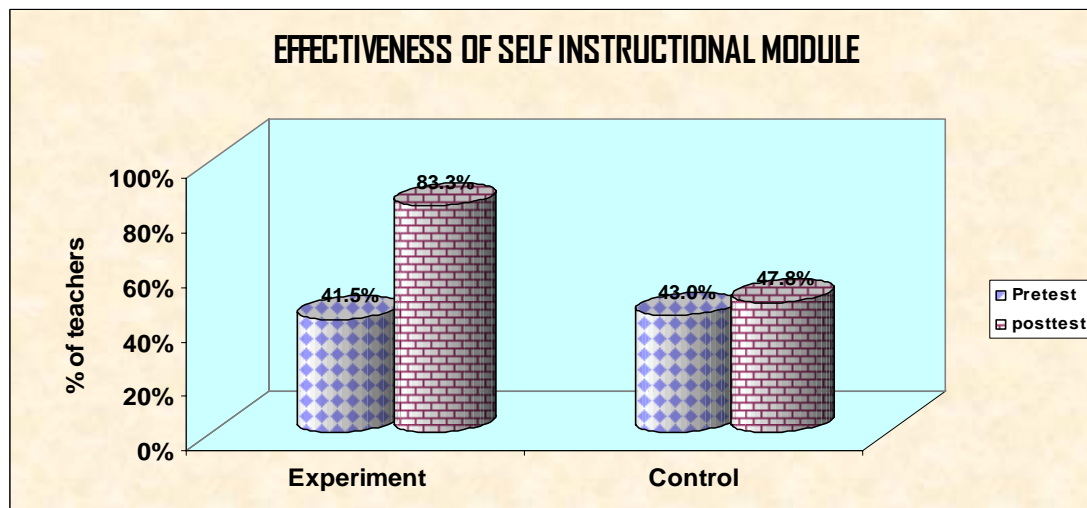 EFFECTIVENESS OF SELF INSTRUCTIONAL MODULE
83.3%
100%
80%
60%
40%
20%
0%
% of teachers
41.5%
43.0%
47.8%
Pretest
posttest
Experiment
Control